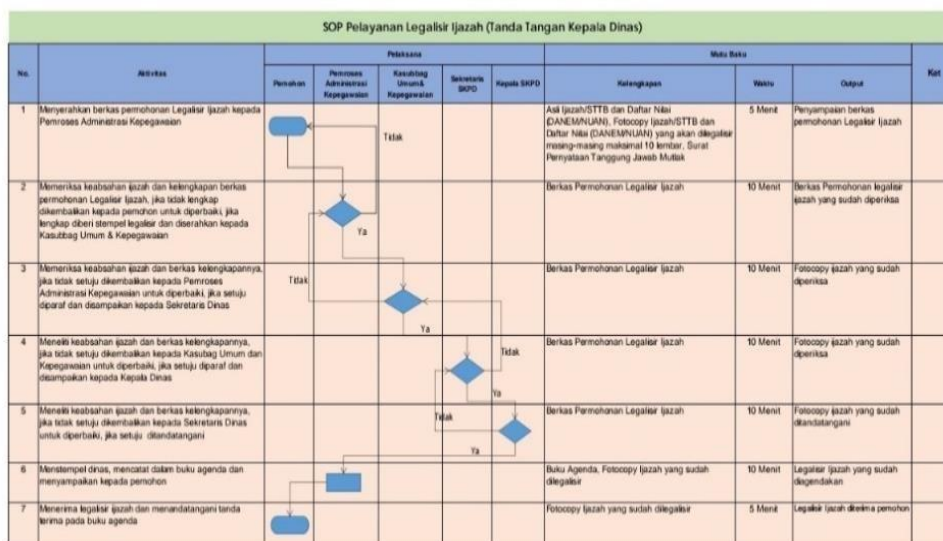 SOP Pelayanan Legalisir Ijazah (Tanda Tangan Kepala Dinas)
No.
Aktivitas
Pelaksana
Mutu Baku
Ket
Pemohon
Pemroses
Administrasi
Kepegawaian
Kasubbag
Umum&
Kepegawaian
Sekretaris
SKPD
Kepala SKPD
Kelengkapan
Waktu
Output
1
Menyerahkan berkas permohonan Legalisir Ijazah kepada
Pemroses Administrasi Kepegawaian
Tidak
Asli Ijazah/STTB dan Daftar Nilai
(DANEM/NUAN), Fotocopy Ijazah/STTB dan
Daftar Nilai (DANEM/NUAN) yang akan dilegalisir
masing-masing maksimal 10 lembar, Surat
Pernyataan Tanggung Jawab Mutlak
5 Menit
Penyampaian berkas
permohonan Legalisir Ijazah
2
Memeriksa keabsahan ijazah dan kelengkapan berkas
permohonan Legalisir Ijazah, jika tidak lengkap
dikembalikan kepada pemohon untuk diperbaiki, jika
lengkap diberi stempel legalisir dan diserahkan kepada
Kasubbag Umum & Kepegawaian
Ya
Berkas Permohonan Legalisir Ijazah
10 Menit
Berkas Permohonan legalisir
ijazah yang sudah diperiksa
3
Memeriksa keabsahan ijazah dan berkas kelengkapannya,
jika tidak setuju dikembalikan kepada Pemroses
Administrasi Kepegawaian untuk diperbaiki, jika setuju
diparaf dan disampaikan kepada Sekretaris Dinas
Tidak
Ya
Berkas Permohonan Legalisir Ijazah
10 Menit
Fotocopy ijazah yang sudah
diperiksa
4
Meneliti keabsahan ijazah dan berkas kelengkapannya,
jika tidak setuju dikembalikan kepada Kasubag Umum dan
Kepegawaian untuk diperbaiki, jika setuju diparaf dan
disampaikan kepada Kepala Dinas
Tidak
Ya
Berkas Permohonan Legalisir Ijazah
10 Menit
Fotocopy ijazah yang sudah
diperiksa
5
Meneliti keabsahan ijazah dan berkas kelengkapannya,
jika tidak setuju dikembalikan kepada Sekretaris Dinas
untuk diperbaiki, jika setuju ditandatangani
Tidak
Ya
Berkas Permohonan Legalisir Ijazah
10 Menit
Fotocopy ijazah yang sudah
ditandatangani
6
Menstempel dinas, mencatat dalam buku agenda dan
menyampaikan kepada pemohon
Buku Agenda, Fotocopy Ijazah yang sudah
dilegalisir
10 Menit
Legalisir Ijazah yang sudah
diagendakan
7
Menerima legalisir ijazah dan menandatangani tanda
terima pada buku agenda
Fotocopy Ijazah yang sudah dilegalisir
5 Menit
Legalisir Ijazah diterima pemohon